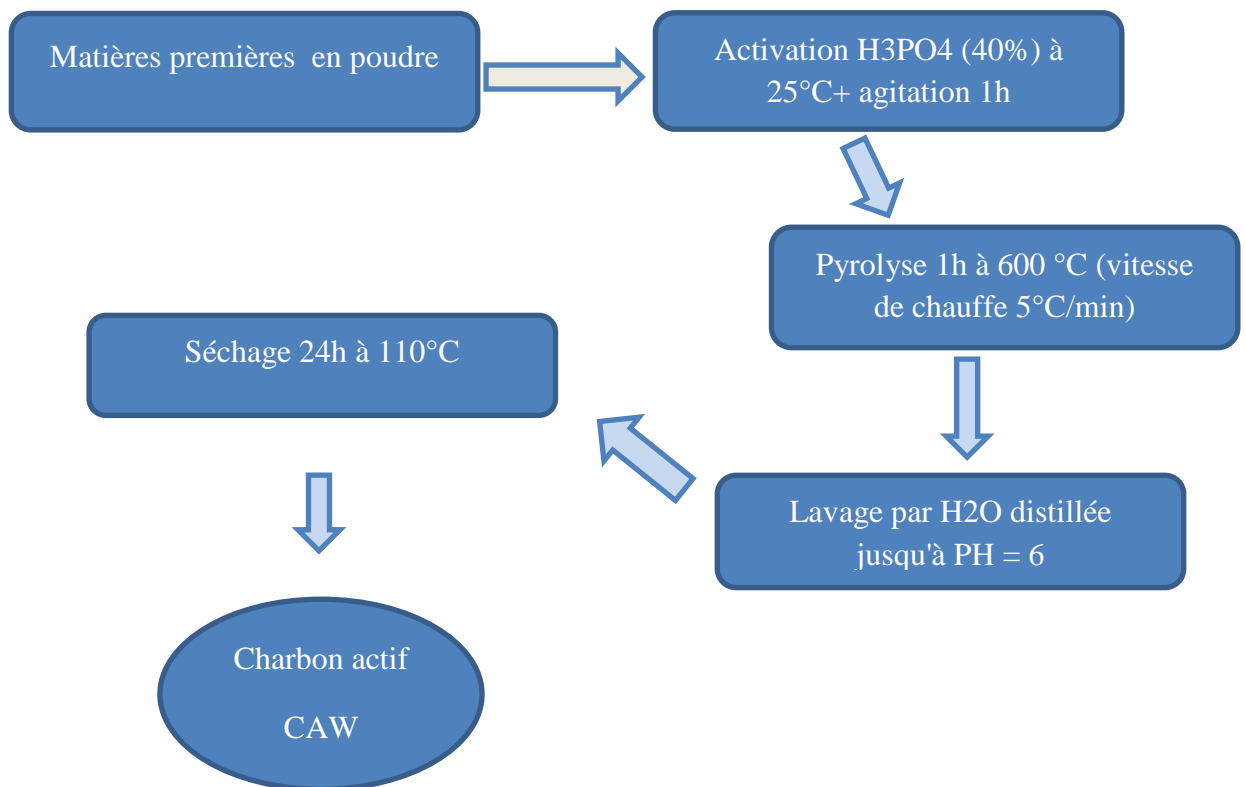 Matières premières en poudre
Activation H3PO4 (40%) à
25°C+ agitation 1h
Pyrolyse 1h à 600 °C (vitesse
de chauffe 5°C/min)
Lavage par H2O distillée
jusqu'à PH = 6
Séchage 24h à 110°C
Charbon actif
CAW